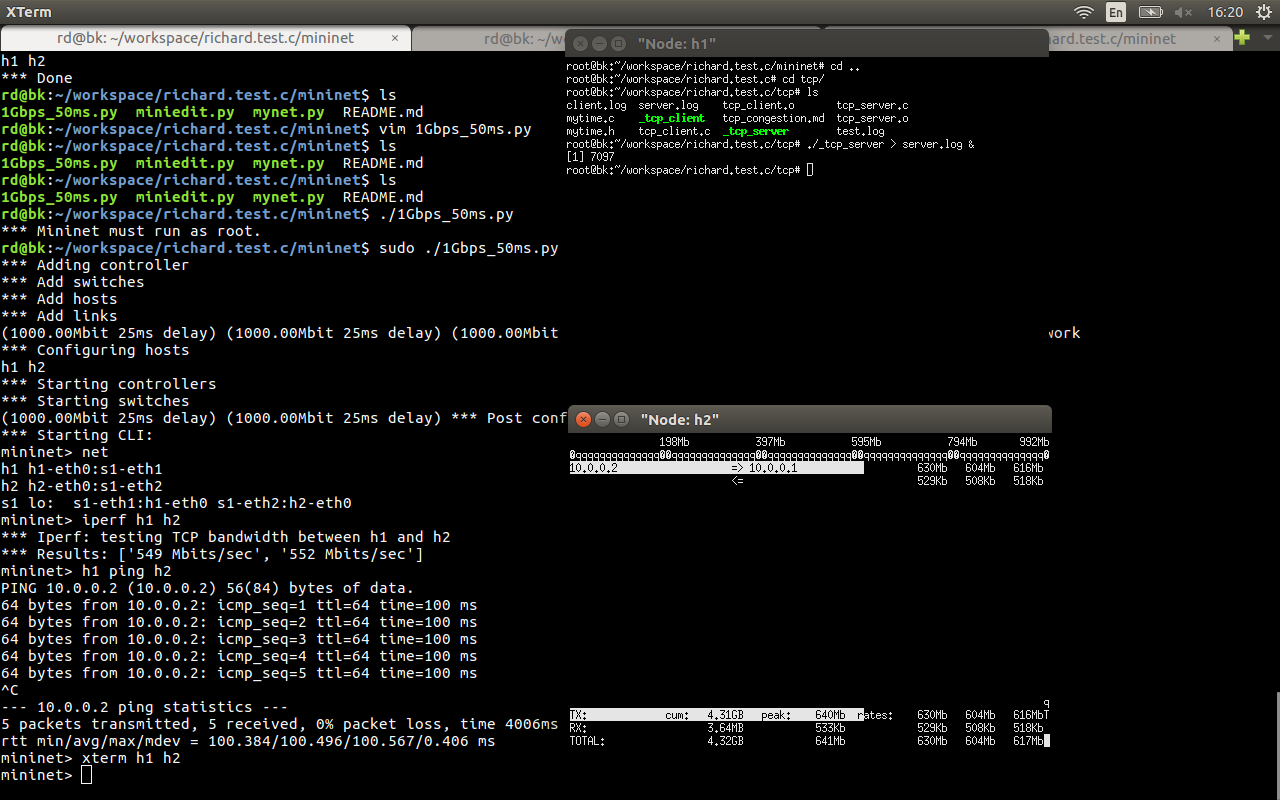 XTerm
En
16:20
rd@bk: ~/workspace/richard.test.c/mininet ×
rd@bk: ~/w
ard.test.c/mininet ×
h1 h2
*** Done
rd@bk:~/workspace/richard.test.c/mininet$ ls
1Gbps_50ms.py miniedit.py mynet.py README.md
rd@bk:~/workspace/richard.test.c/mininet$ vim 1Gbps_50ms.py
rd@bk:~/workspace/richard.test.c/mininet$ ls
1Gbps_50ms.py miniedit.py mynet.py README.md
rd@bk:~/workspace/richard.test.c/mininet$ ls
1Gbps_50ms.py miniedit.py mynet.py README.md
rd@bk:~/workspace/richard.test.c/mininet$ ./1Gbps_50ms.py
*** Mininet must run as root.
rd@bk:~/workspace/richard.test.c/mininet$ sudo ./1Gbps_50ms.py
*** Adding controller
*** Add switches
*** Add hosts
*** Add links
(1000.00Mbit 25ms delay) (1000.00Mbit 25ms delay) (1000.00Mbit work
*** Configuring hosts
h1 h2
*** Starting controllers
*** Starting switches
(1000.00Mbit 25ms delay) (1000.00Mbit 25ms delay) *** Post conf
*** Starting CLI:
mininet> net
h1 h1-eth0:s1-eth1
h2 h2-eth0:s1-eth2
s1 lo:  s1-eth1:h1-eth0 s1-eth2:h2-eth0
mininet> iperf h1 h2
*** Iperf: testing TCP bandwidth between h1 and h2
*** Results: ['549 Mbits/sec', '552 Mbits/sec']
mininet> h1 ping h2
PING 10.0.0.2 (10.0.0.2) 56(84) bytes of data.
64 bytes from 10.0.0.2: icmp_seq=1 ttl=64 time=100 ms
64 bytes from 10.0.0.2: icmp_seq=2 ttl=64 time=100 ms
64 bytes from 10.0.0.2: icmp_seq=3 ttl=64 time=100 ms
64 bytes from 10.0.0.2: icmp_seq=4 ttl=64 time=100 ms
64 bytes from 10.0.0.2: icmp_seq=5 ttl=64 time=100 ms
^C
--- 10.0.0.2 ping statistics ---
5 packets transmitted, 5 received, 0% packet loss, time 4006ms
rtt min/avg/max/mdev = 100.384/100.496/100.567/0.406 ms
mininet> xterm h1 h2
mininet>
"Node: h1"
root@bk:~/workspace/richard.test.c/mininet# cd ..
root@bk:~/workspace/richard.test.c# cd tcp/
root@bk:~/workspace/richard.test.c/tcp# ls
client.log server.log tcp_client.o tcp_server.c
mytime.c _tcp_client tcp_congestion.md tcp_server.o
mytime.h tcp_client.c _tcp_server test.log
root@bk:~/workspace/richard.test.c/tcp# ./_tcp_server > server.log &
[1] 7097
root@bk:~/workspace/richard.test.c/tcp#
"Node: h2"
198Mb 397Mb 595Mb 794Mb 992Mb
10.0.0.2 => 10.0.0.1 630Mb 604Mb 616Mb
<= 529Kb 508Kb 518Kb
q
TX: cum: 4.31GB peak: 640Mb rates: 630Mb 604Mb 616MbT
RX: 3.64MB 533Kb 529Kb 508Kb 518Kb
TOTAL: 4.32GB 641Mb 630Mb 604Mb 617Mb